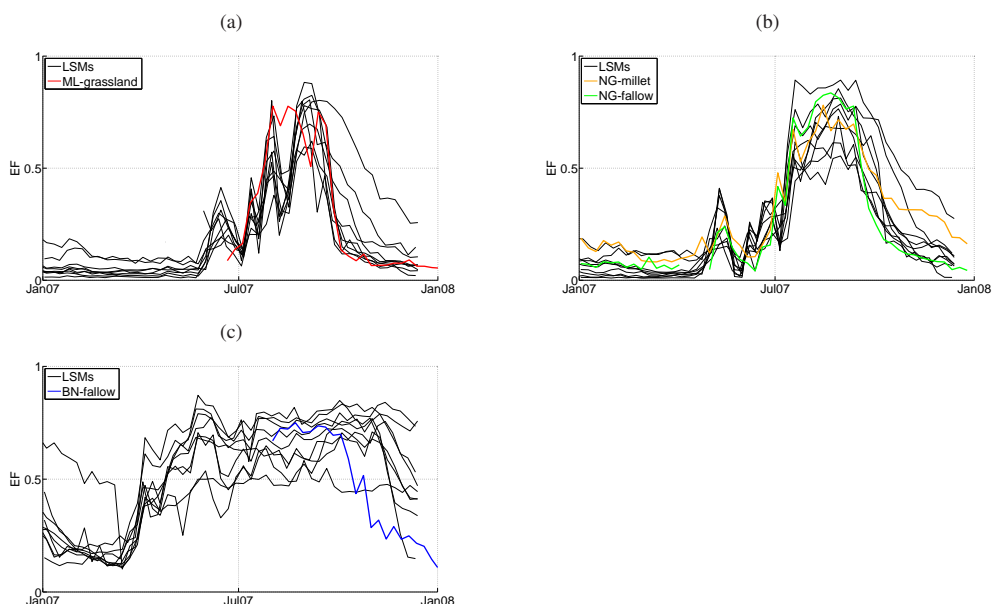 (a)
1
LSMs
ML-grassland
EF
0.5
0
Jan07
Jul07
Jan08
(b)
1
LSMs
NG-millet
NG-fallow
EF
0.5
0
Jan07
Jul07
Jan08
(c)
1
LSMs
BN-fallow
EF
0.5
0
Jan07
Jul07
Jan08